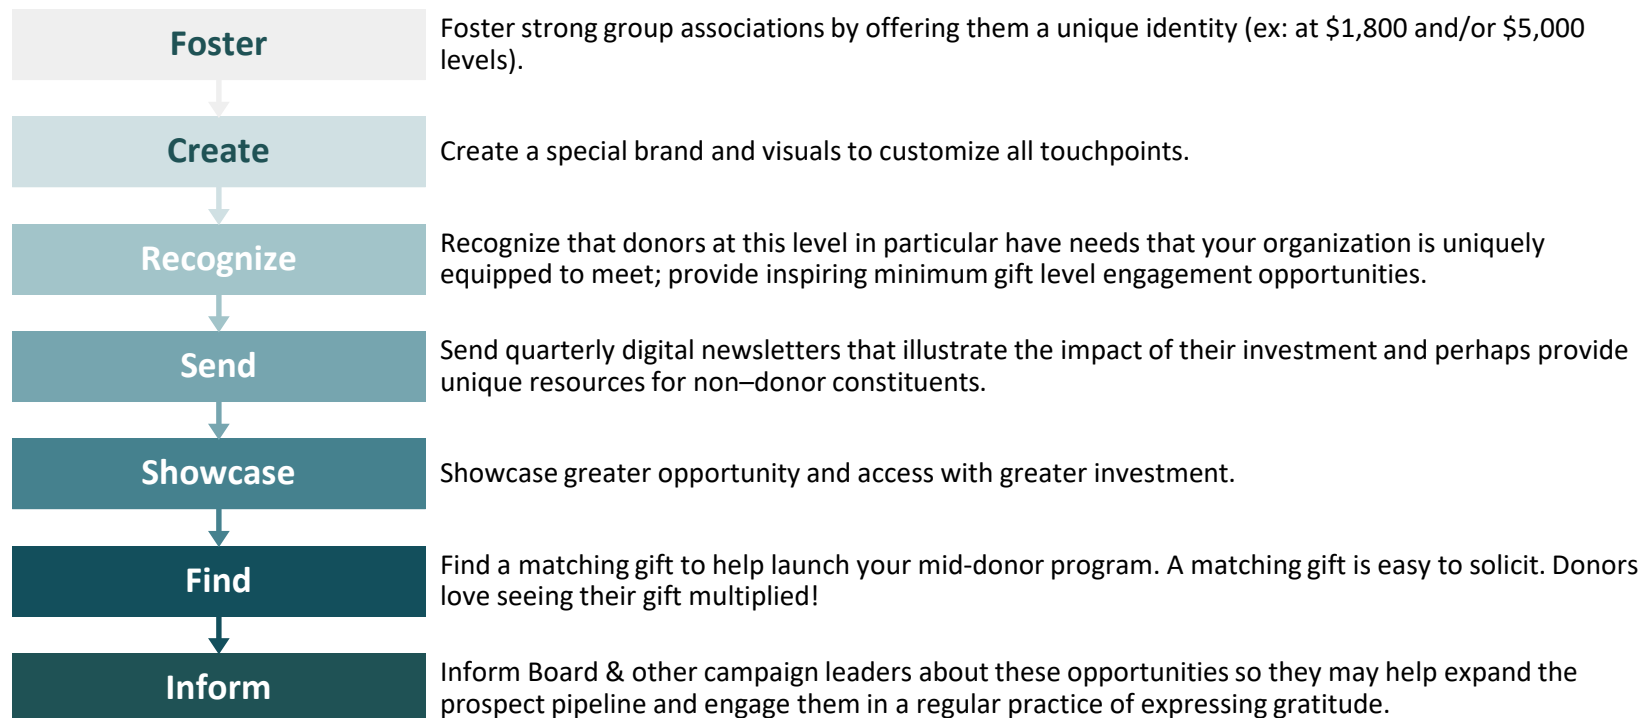 Foster
Foster strong group associations by offering them a unique identity (ex: at $1,800 and/or $5,000
levels).
Create
Create a special brand and visuals to customize all touchpoints.
Recognize
Recognize that donors at this level in particular have needs that your organization is uniquely
equipped to meet; provide inspiring minimum gift level engagement opportunities.
Send
Send quarterly digital newsletters that illustrate the impact of their investment and perhaps provide
unique resources for non–donor constituents.
Showcase
Showcase greater opportunity and access with greater investment.
Find
Find a matching gift to help launch your mid-donor program. A matching gift is easy to solicit. Donors
love seeing their gift multiplied!
Inform
Inform Board & other campaign leaders about these opportunities so they may help expand the
prospect pipeline and engage them in a regular practice of expressing gratitude.